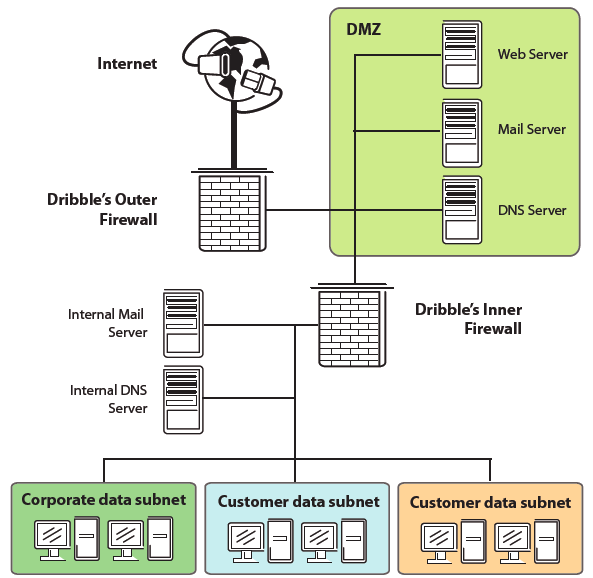 DMZ
Internet
Web Server
Mail Server
Dribble's Outer
Firewall
DNS Server
Internal Mail
Server
Dribble's Inner
Firewall
Internal DNS
Server
Corporate data subnet
Customer data subnet
Customer data subnet